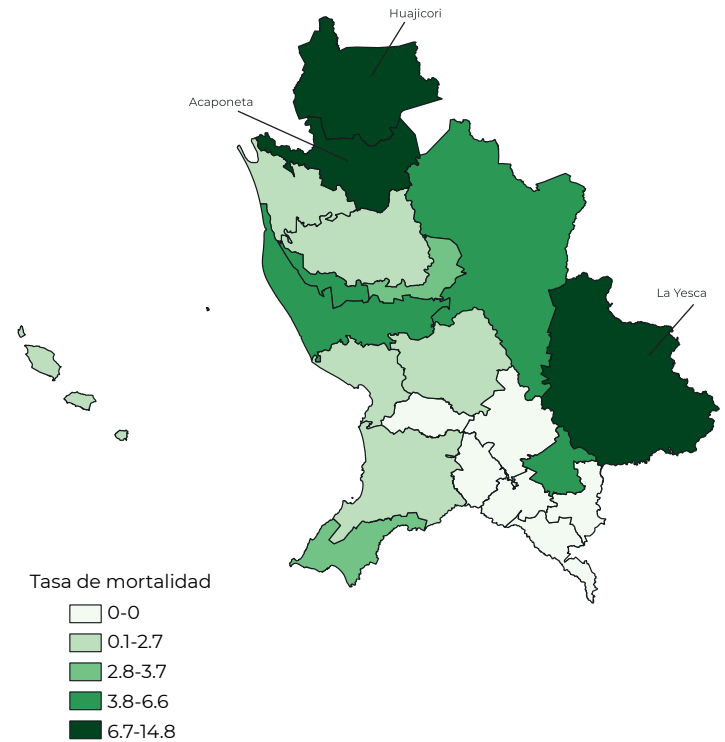 Huajicori
Acaponeta
La Yesca
Tasa de mortalidad
0-0
0.1-2.7
2.8-3.7
3.8-6.6
6.7-14.8